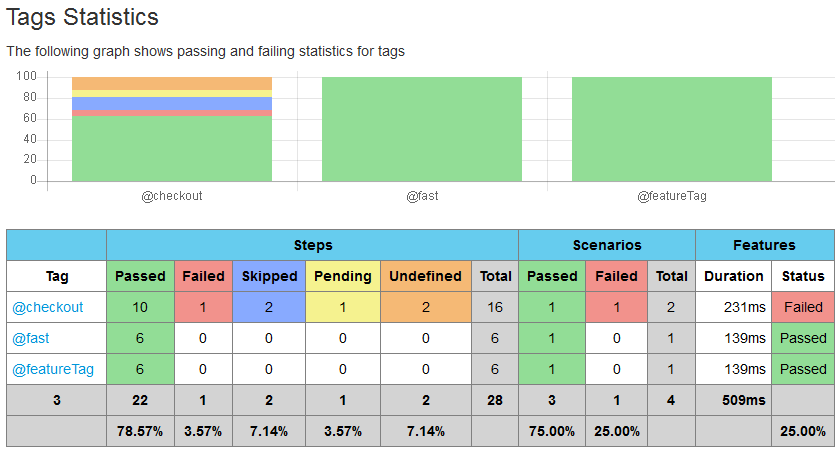 Tags Statistics
The following graph shows passing and failing statistics for tags
100
80
60
40
20
0
@checkout @fast @featureTag
Steps Scenarios Features
Tag Passed Failed Skipped Pending Undefined Total Passed Failed Total Duration Status
@checkout 10 1 2 1 2 16 1 1 2 231ms Failed
@fast 6 0 0 0 0 6 1 0 1 139ms Passed
@featureTag 6 0 0 0 0 6 1 0 1 139ms Passed
3 22 1 2 1 2 28 3 1 4 509ms
78.57% 3.57% 7.14% 3.57% 7.14% 75.00% 25.00% 25.00%